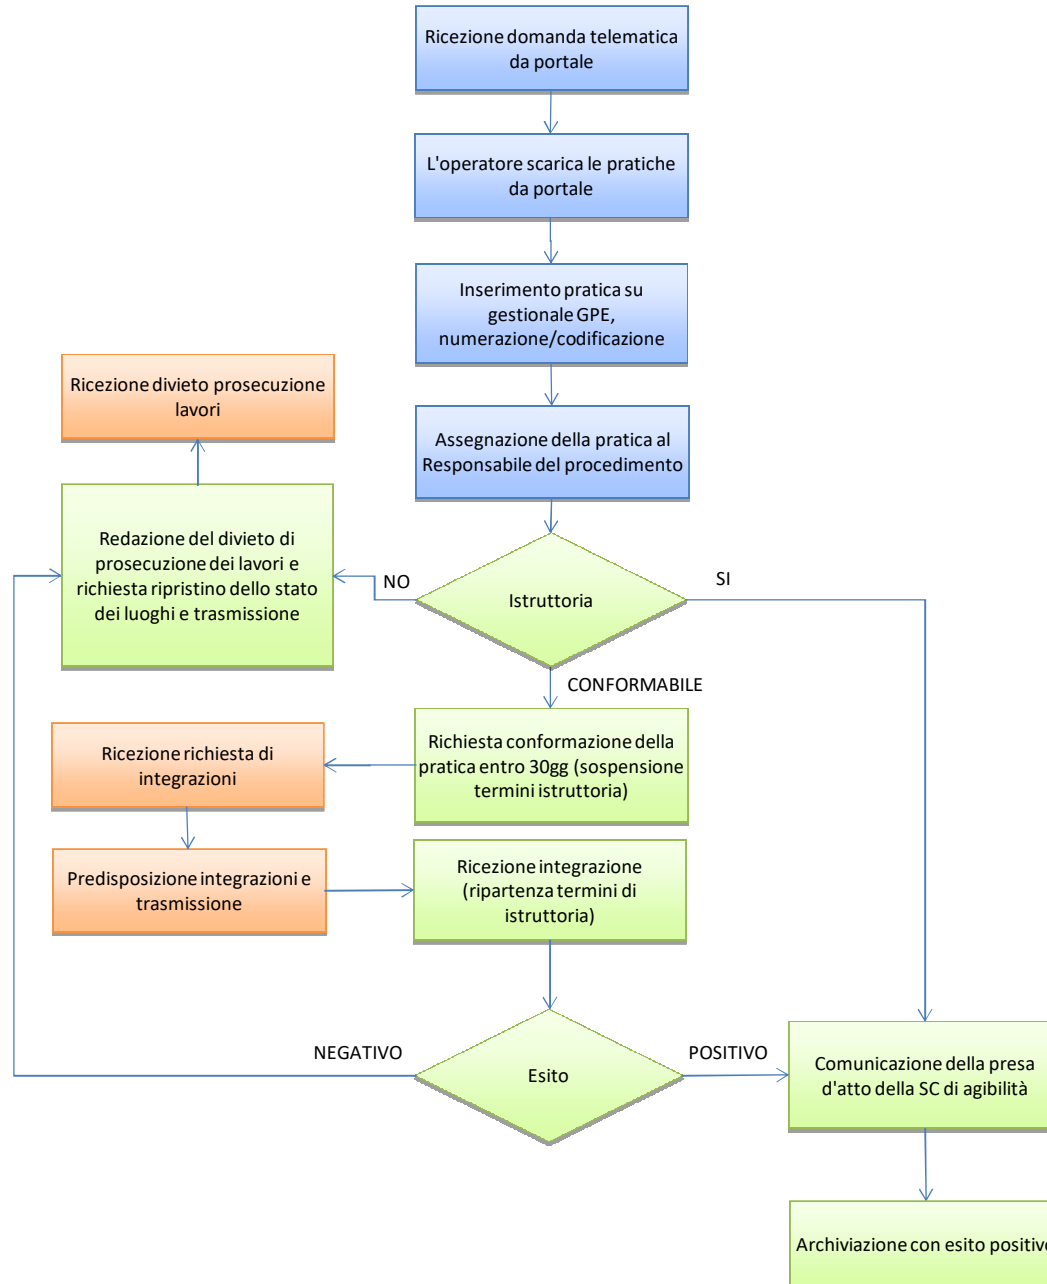 Ricezione domanda telematica
da portale
L'operatore scarica le pratiche
da portale
Inserimento pratica su
gestionale GPE,
numerazione/codificazione
Ricezione divieto prosecuzione
lavori
Assegnazione della pratica al
Responsabile del procedimento
Redazione del divieto di
prosecuzione dei lavori e
richiesta ripristino dello stato
dei luoghi e trasmissione
NO
Istruttoria
SI
CONFORMABILE
Richiesta conformazione della
pratica entro 30gg (sospensione
termini istruttoria)
Ricezione richiesta di
integrazioni
Predisposizione integrazioni e
trasmissione
Ricezione integrazione
(ripartenza termini di
istruttoria)
NEGATIVO
Esito
POSITIVO
Comunicazione della presa
d'atto della SC di agibilità
Archiviazione con esito positivo